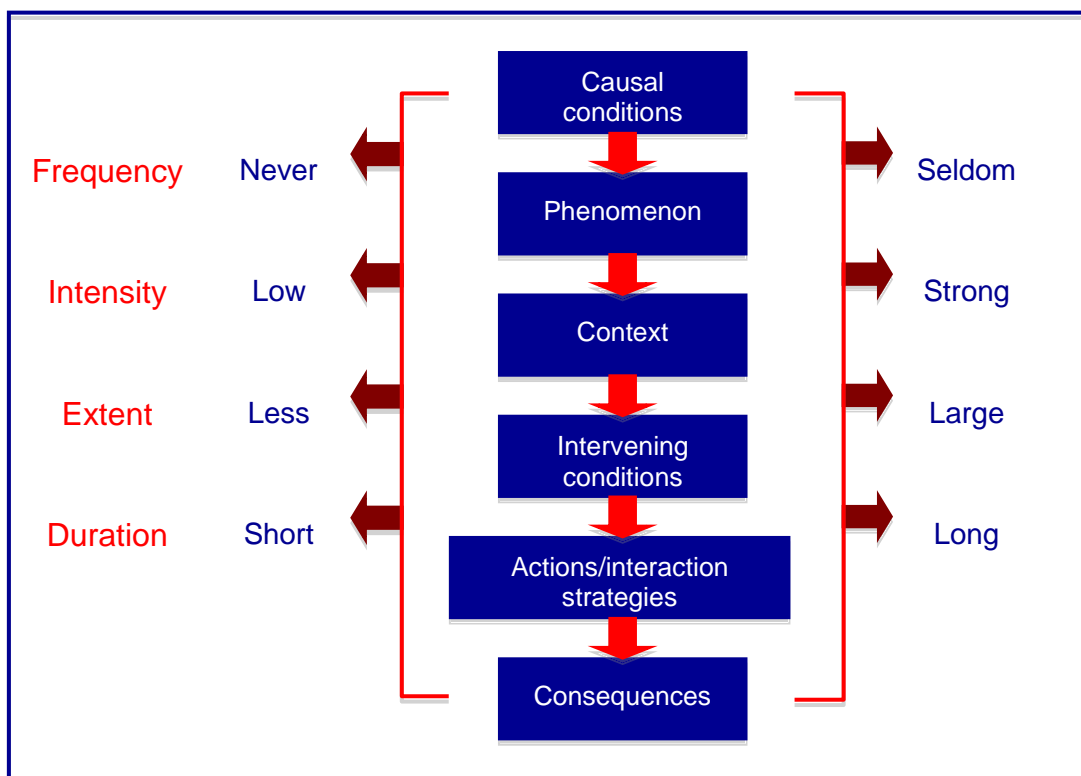 Causal
conditions
Frequency
Never
Seldom
Phenomenon
Intensity
Low
Strong
Context
Extent
Less
Large
Intervening
conditions
Duration
Short
Long
Actions/interaction
strategies
Consequences